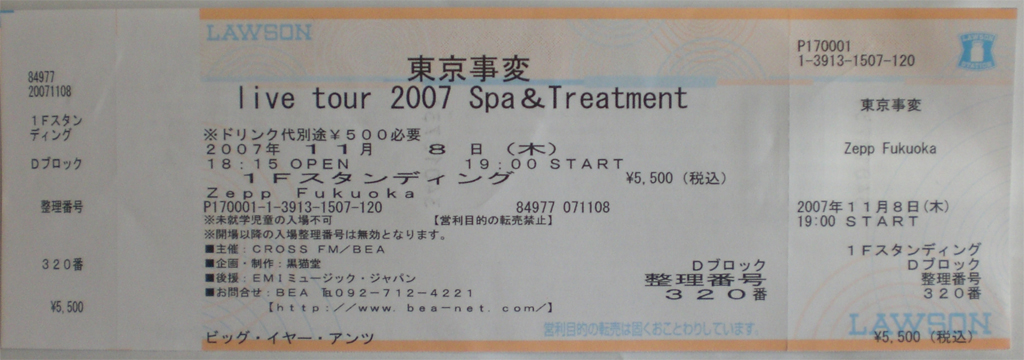 84977
20071108
1Fスタン
ディング
Dブロック
整理番号
320番
¥5,500
LAWSON
東京事変
live tour 2007 Spa&Treatment
※ドリンク代別途¥500必要
2007年 11月 8日 (木)
18:15 OPEN 19:00 START
1Fスタンディング ¥5,500 (税込)
Zepp Fukuoka
P170001-1-3913-1507-120 84977 071108
※未就学児童の入場不可 【営利目的の転売禁止】
※開場以降の入場整理番号は無効となります。
■主催:CROSS FM/BEA
■企画・制作:黒猫堂 Dブロック
■後援:EMIミュージック・ジャパン 整理番号
■お問合せ:BEA ℡092-712-4221 320番
【http://www.bea-net.com/】
営利目的の転売は固くおことわりしています。
ビッグ・イヤー・アンツ
P170001
1-3913-1507-120
LAWSON
STATION
東京事変
Zepp Fukuoka
2007年11月8日(木)
19:00 START
1Fスタンディング
Dブロック
整理番号
320番
LAWSON
¥5,500 (税込)